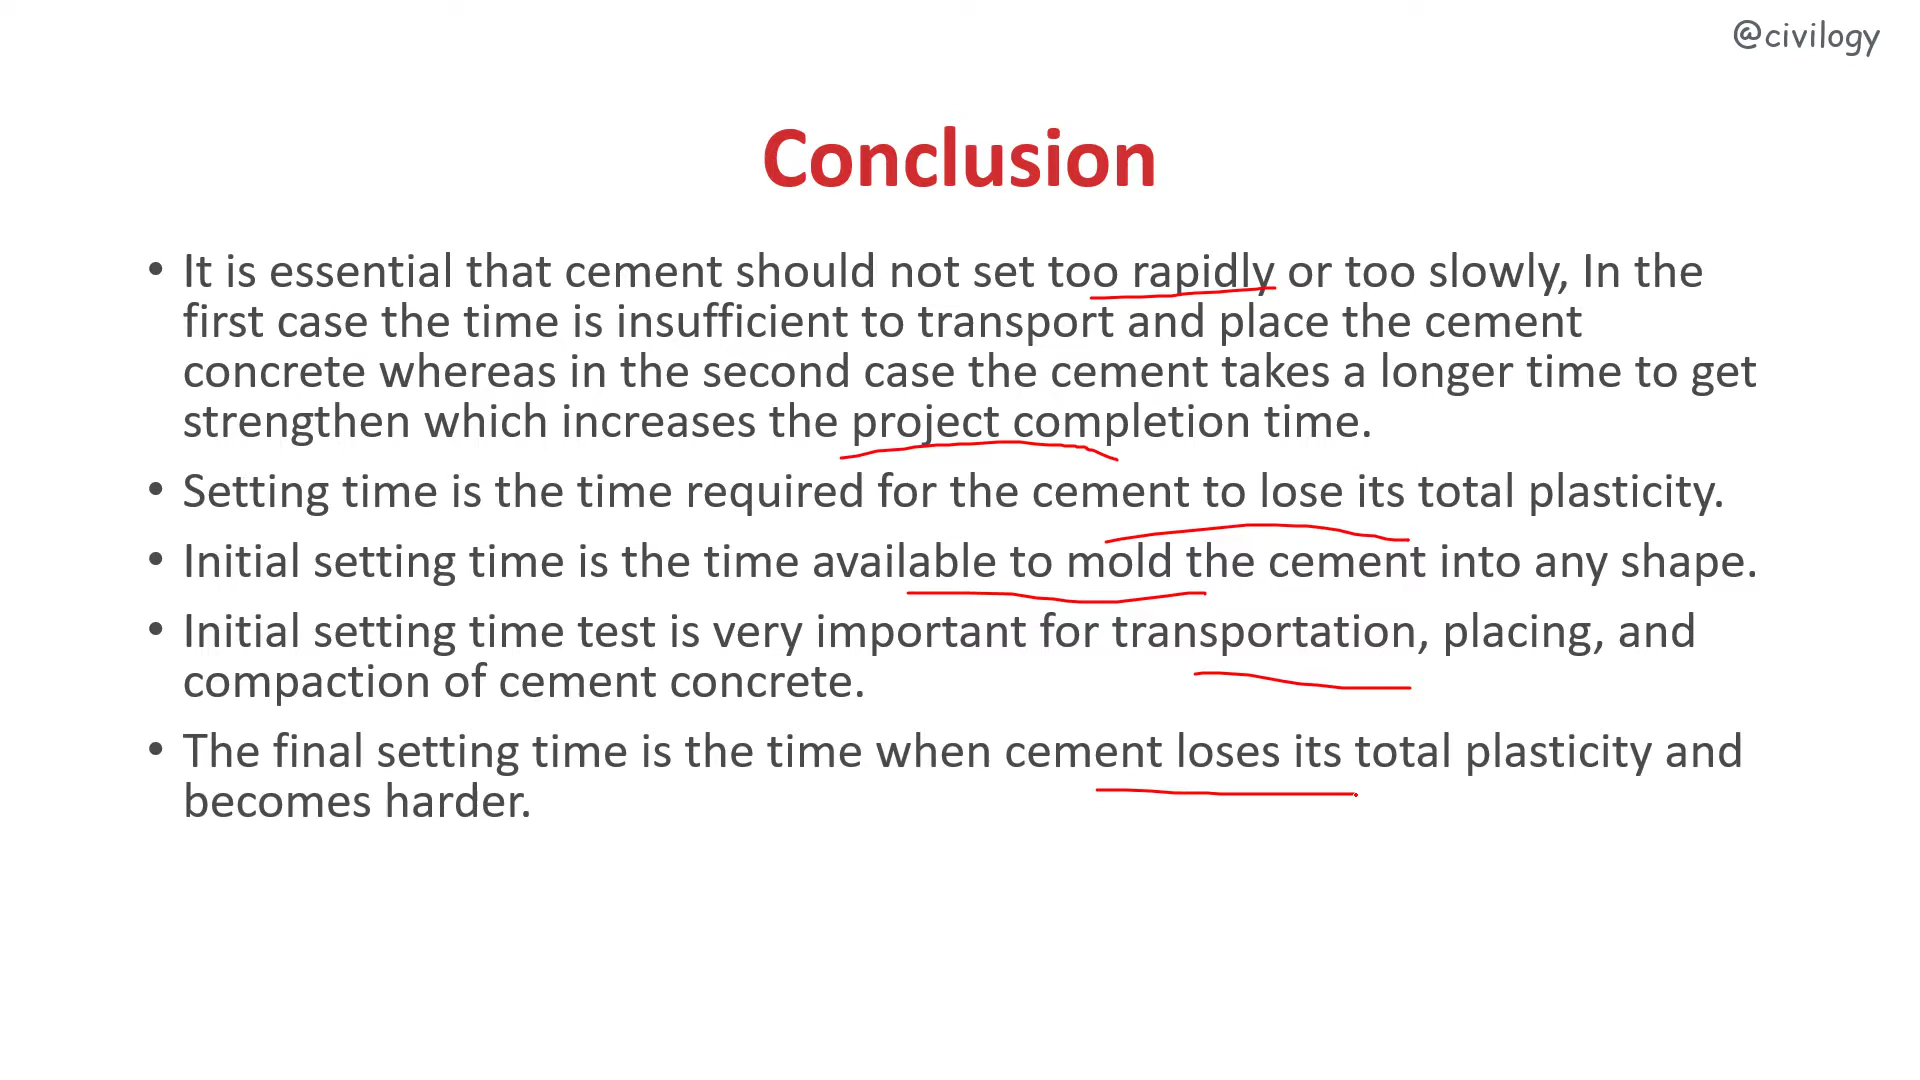 @civilogy
Conclusion
• It is essential that cement should not set too rapidly or too slowly, In the
first case the time is insufficient to transport and place the cement
concrete whereas in the second case the cement takes a longer time to get
strengthen which increases the project completion time.
• Setting time is the time required for the cement to lose its total plasticity.
• Initial setting time is the time available to mold the cement into any shape.
• Initial setting time test is very important for transportation, placing, and
compaction of cement concrete.
• The final setting time is the time when cement loses its total plasticity and
becomes harder.